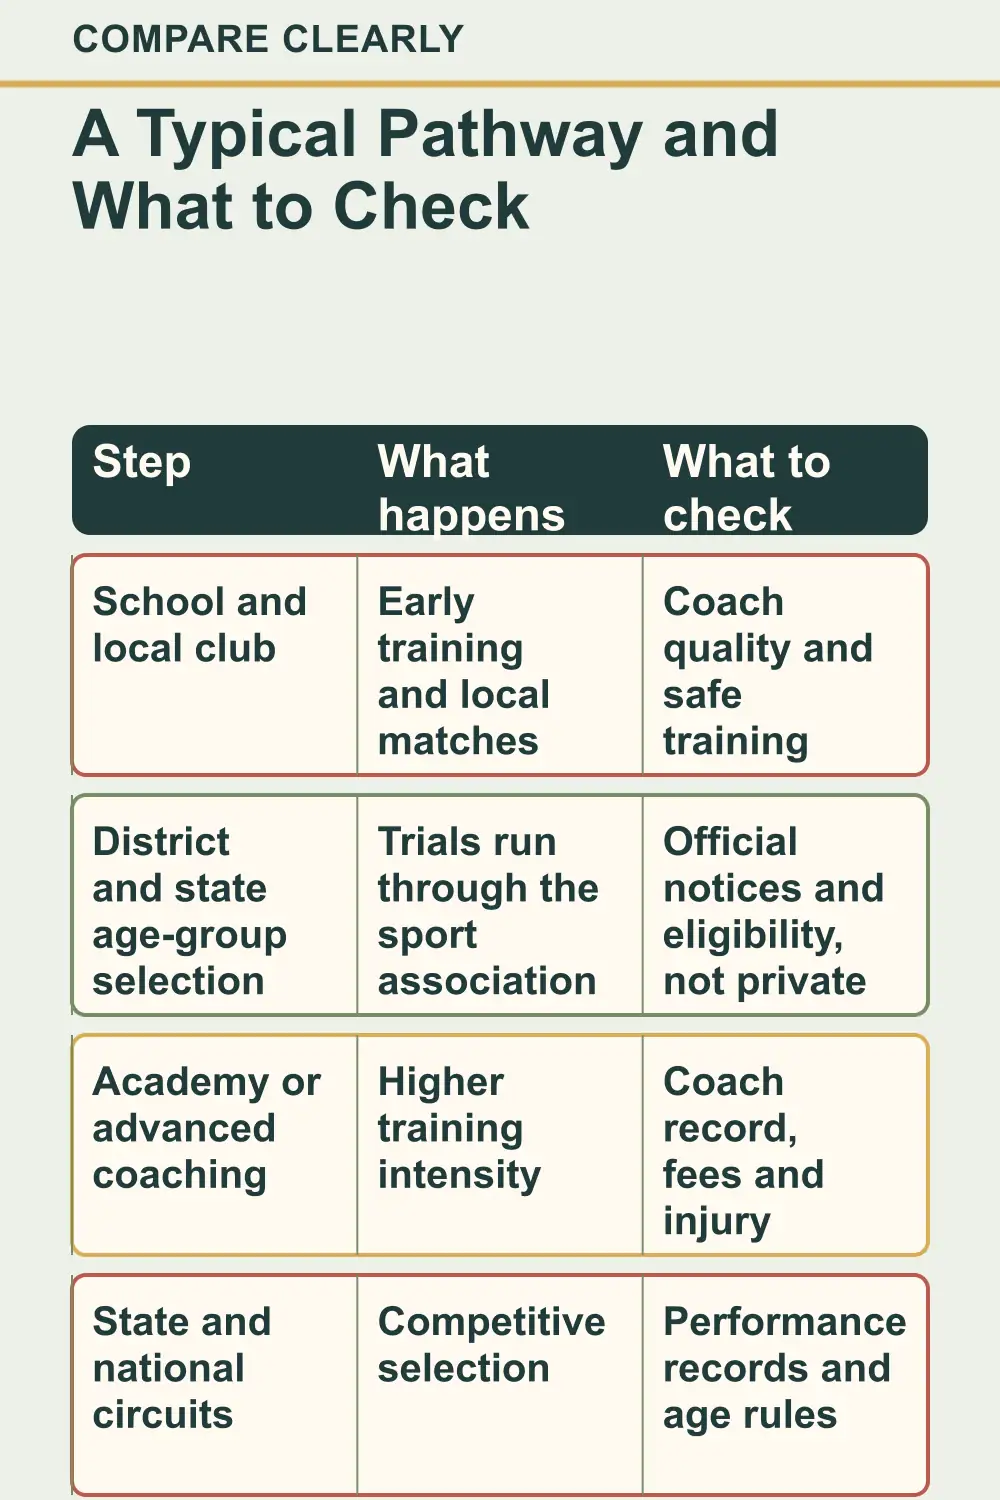 COMPARE CLEARLY
A Typical Pathway and
What to Check
Step
What
happens
What to
check
School and
local club
Early
training
and local
matches
Coach
quality and
safe
training
District
and state
age-group
selection
Trials run
through the
sport
association
Official
notices and
eligibility,
not private
Academy or
advanced
coaching
Higher
training
intensity
Coach
record,
fees and
injury
State and
national
circuits
Competitive
selection
Performance
records and
age rules